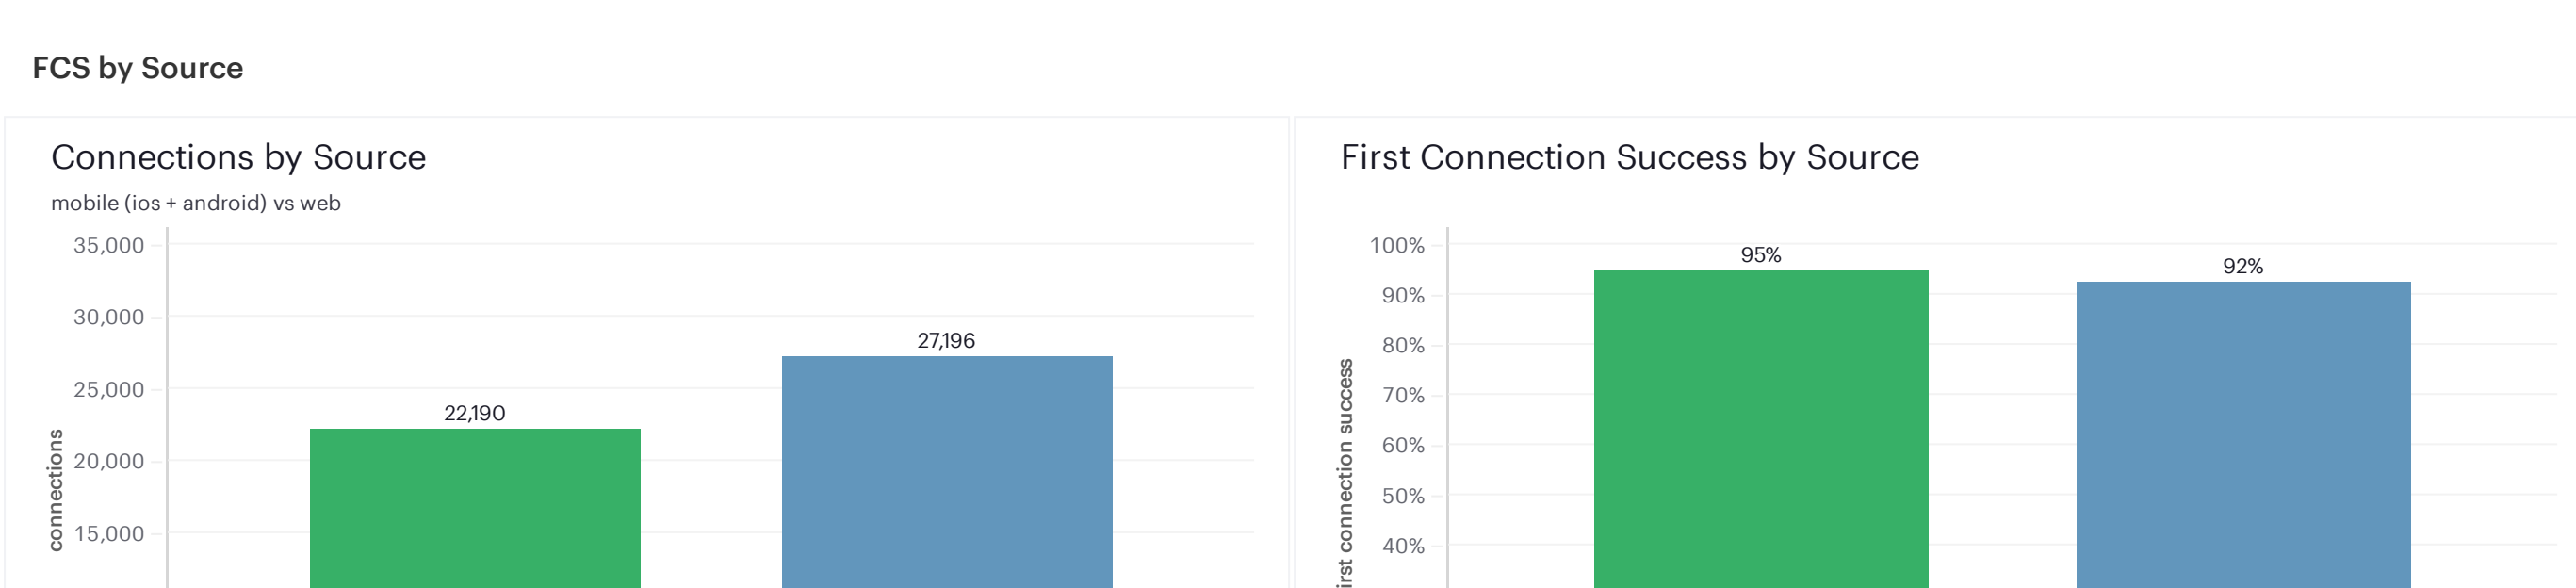 FCS by Source
Connections by Source
mobile (ios + android) vs web
35,000
30,000
25,000
20,000
15,000
connections
22,190
27,196
First Connection Success by Source
100%
90%
80%
70%
60%
50%
40%
connection success
95%
92%